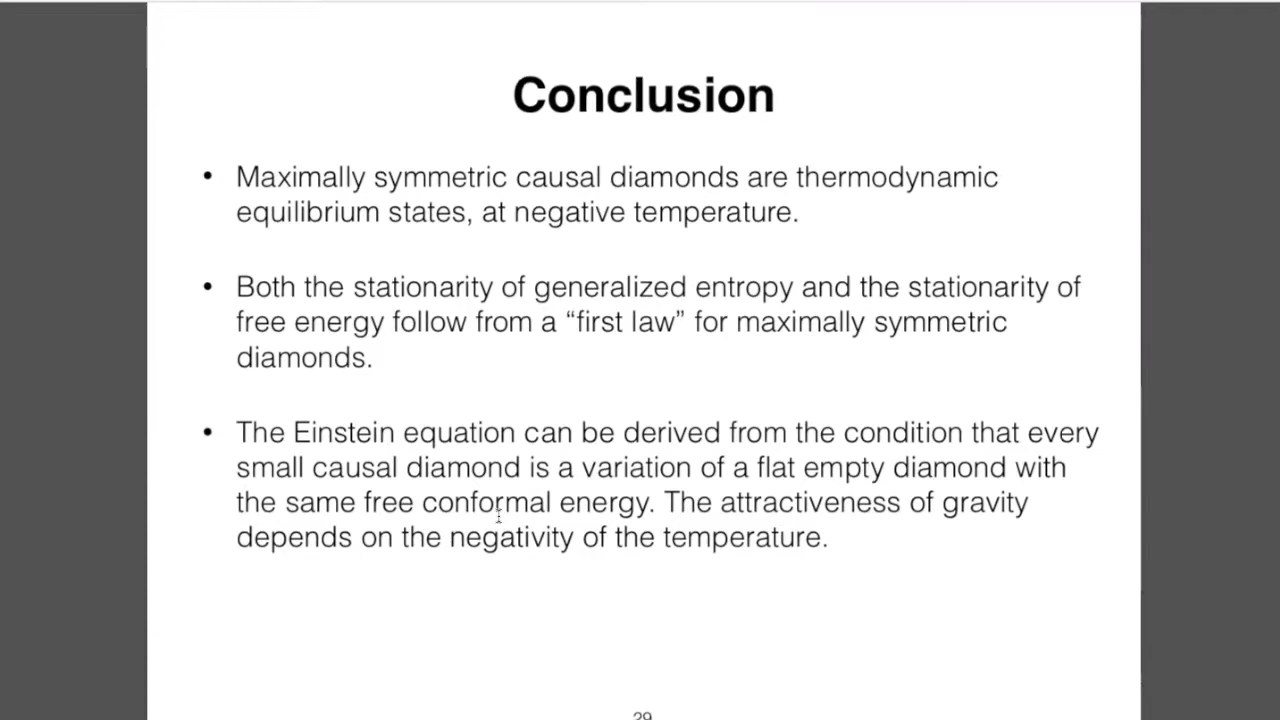 Conclusion
• Maximally symmetric causal diamonds are thermodynamic
equilibrium states, at negative temperature.
• Both the stationarity of generalized entropy and the stationarity of
free energy follow from a “first law” for maximally symmetric
diamonds.
• The Einstein equation can be derived from the condition that every
small causal diamond is a variation of a flat empty diamond with
the same free conformal energy. The attractiveness of gravity
depends on the negativity of the temperature.
29